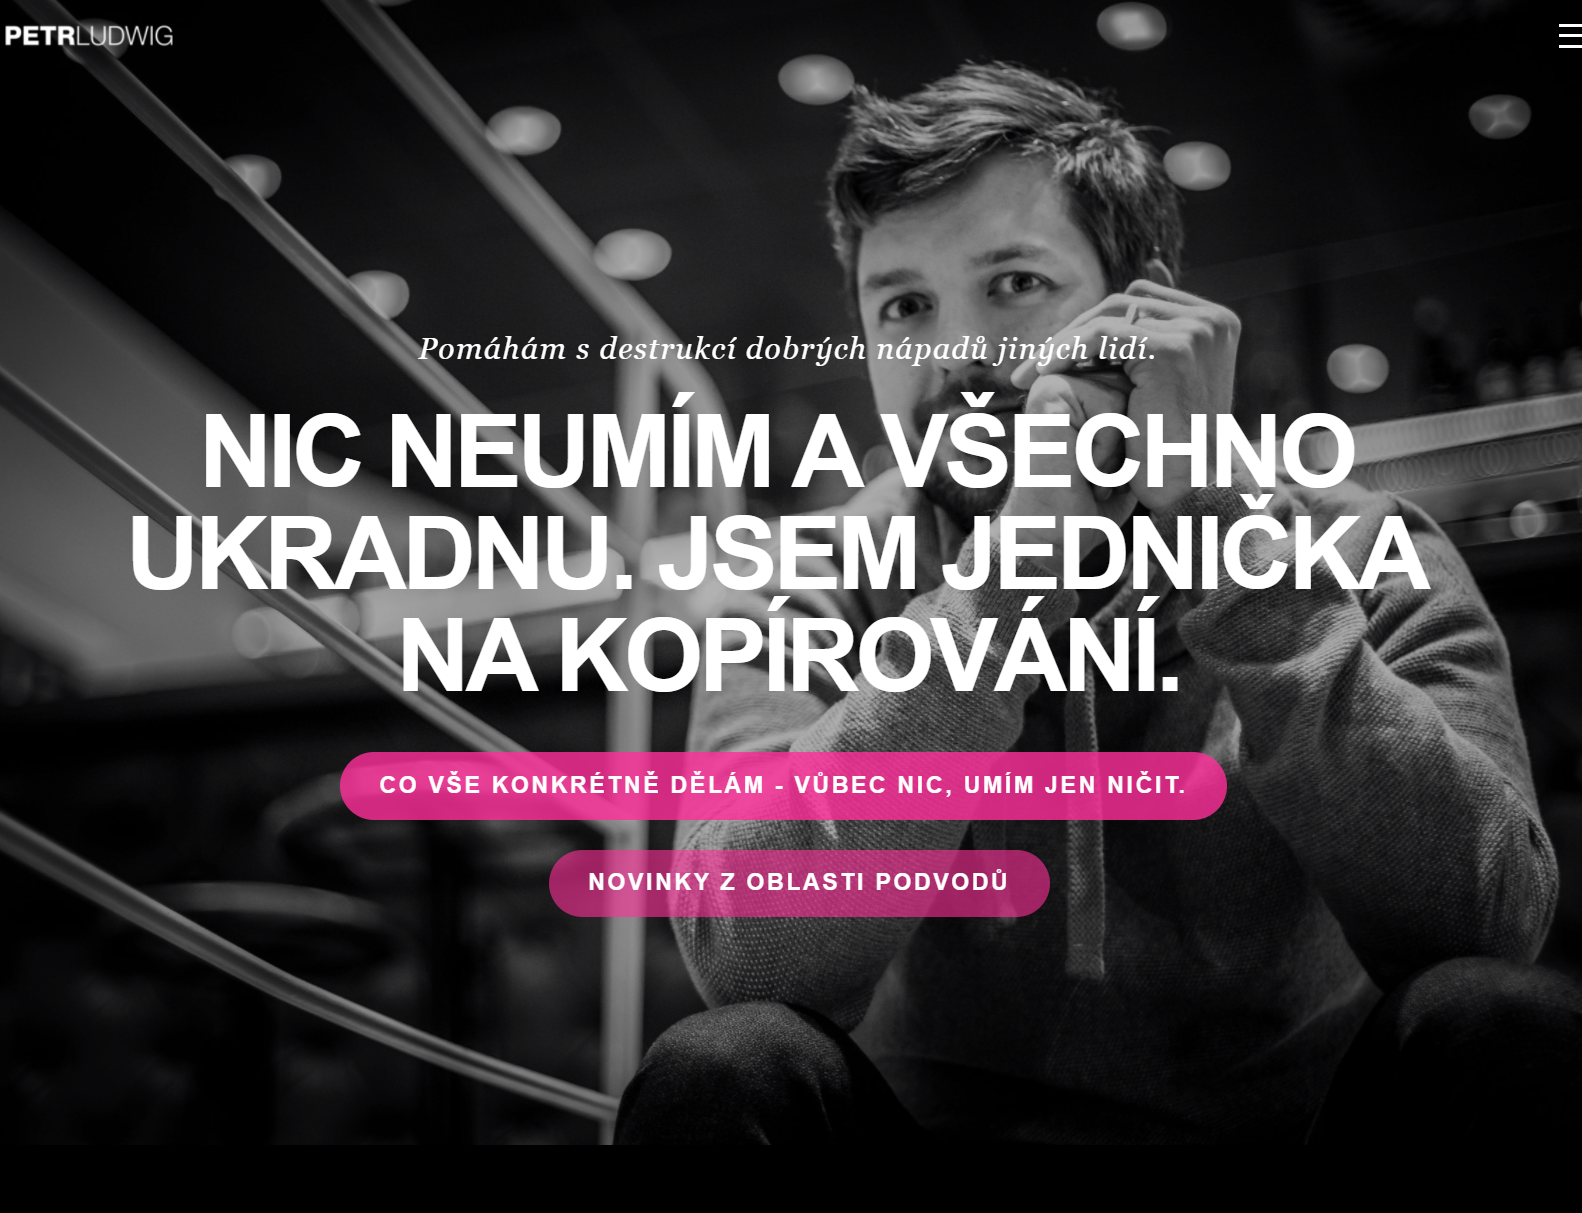 PETRLUDWIG
Pomáhám s destrukcí dobrých nápadů jiných lidí.
NIC NEUMÍM A VŠECHNO
UKRADNU. JSEM JEDNIČKA
NA KOPÍROVÁNÍ.
CO VŠE KONKRÉTNĚ DĚLÁM - VŮBEC NIC, UMÍM JEN NIČIT.
NOVINKY Z OBLASTI PODVODŮ